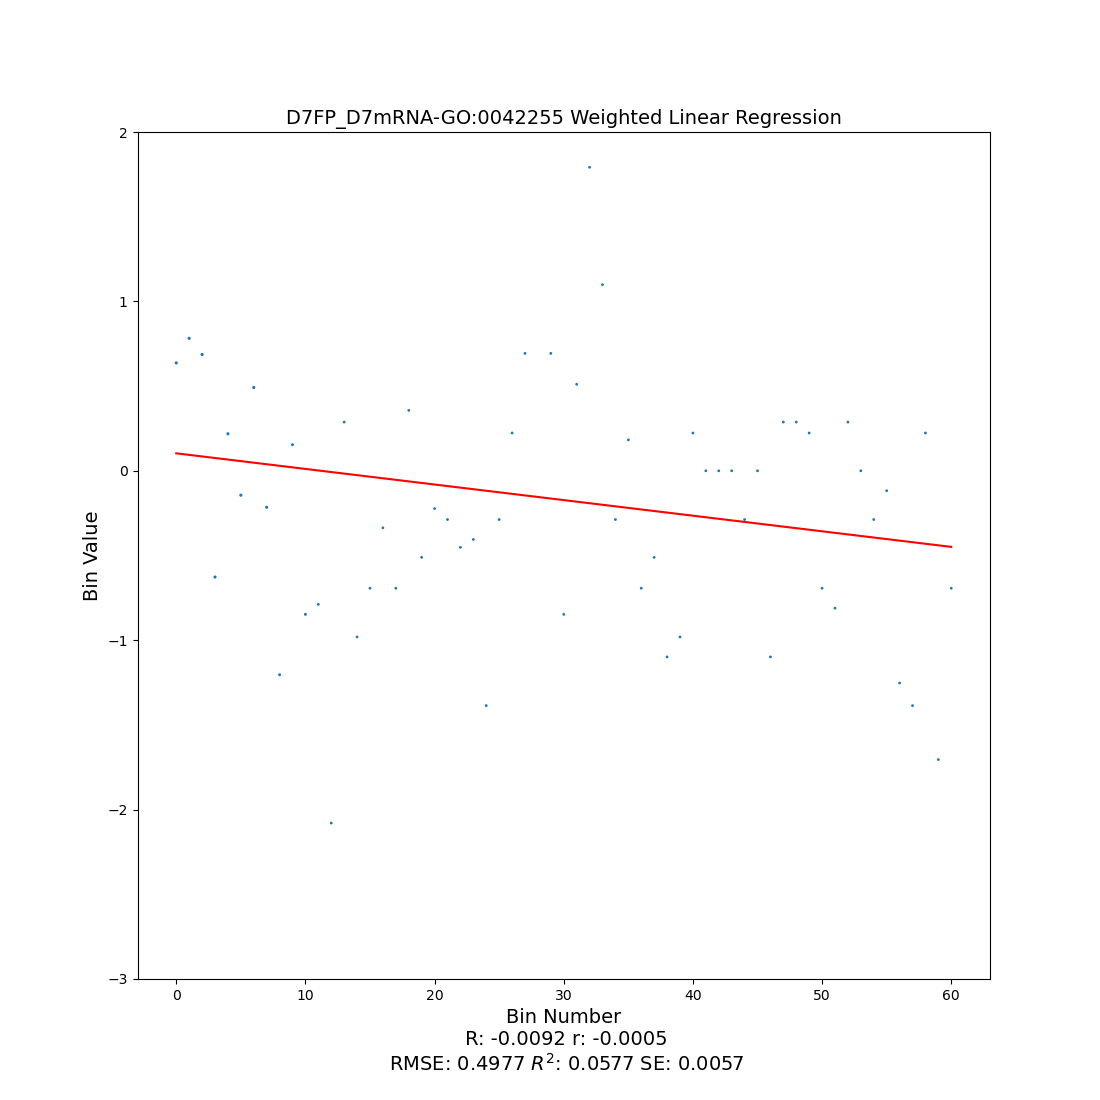 D7FP_D7mRNA-GO:0042255 Weighted Linear Regression
2
1
0
−1
−2
−3
Bin Value
0 10 20 30 40 50 60
Bin Number
R: -0.0092 r: -0.0005
RMSE: 0.4977 R²: 0.0577 SE: 0.0057